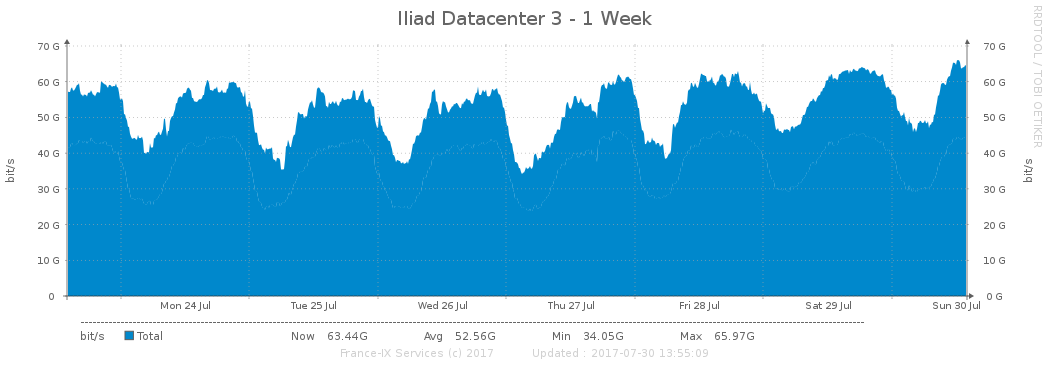 Iliad Datacenter 3 - 1 Week
RRDTOOL / TOBI OETIKER
70 G 70 G
60 G 60 G
50 G 50 G
40 G 40 G
30 G 30 G
20 G 20 G
10 G 10 G
0 0 G
bit/s bit/s
Mon 24 Jul Tue 25 Jul Wed 26 Jul Thu 27 Jul Fri 28 Jul Sat 29 Jul Sun 30 Jul
bit/s Total Now 63.44G Avg 52.56G Min 34.05G Max 65.97G
France-IX Services (c) 2017 Updated : 2017-07-30 13:55:09